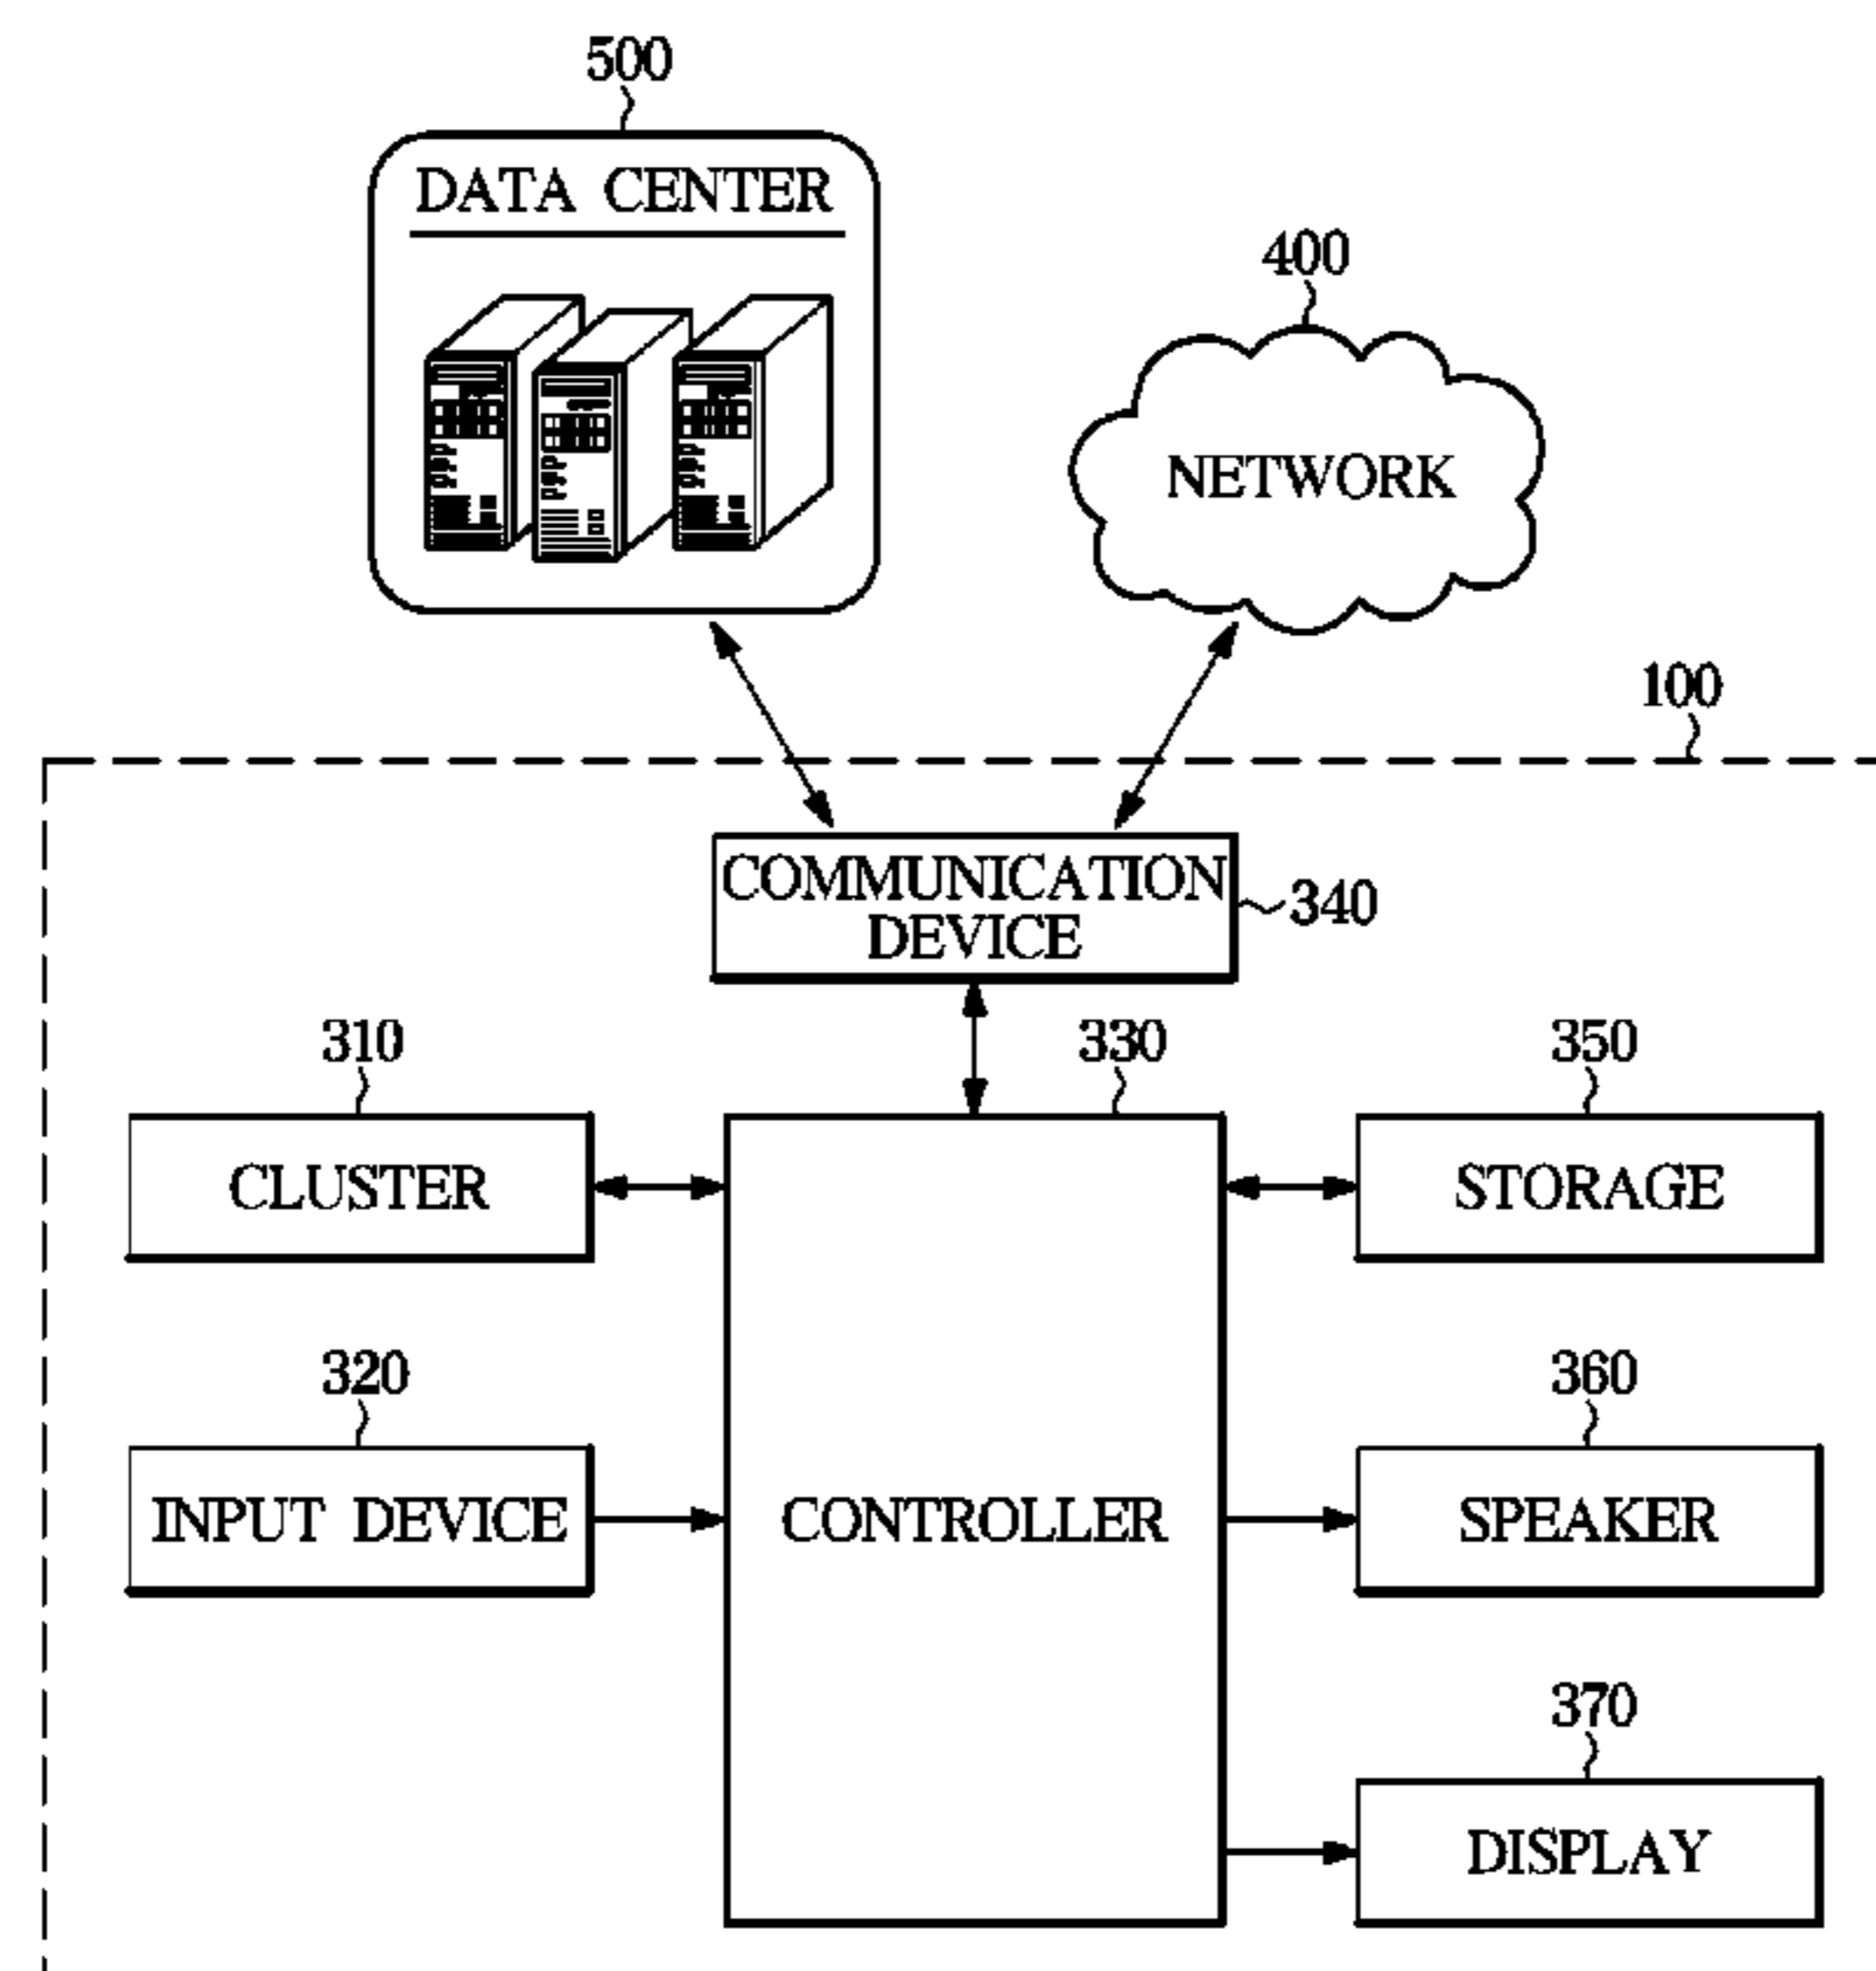 500
DATA CENTER
400
NETWORK
100
COMMUNICATION
DEVICE
340
310
330
350
CLUSTER
STORAGE
320
360
INPUT DEVICE
CONTROLLER
SPEAKER
370
DISPLAY